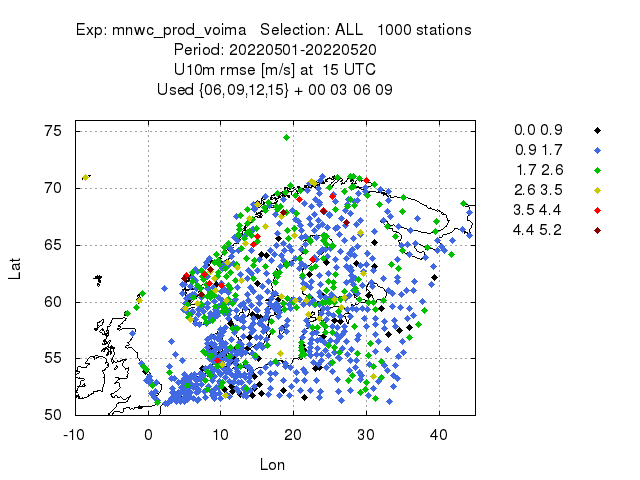 Exp: mnwc_prod_voima   Selection: ALL   1000 stations
Period: 20220501-20220520
U10m rmse [m/s] at  15 UTC
Used {06,09,12,15} + 00 03 06 09
75
70
65
60
55
50
Lat
-10 0 10 20 30 40
Lon
0.0 0.9
0.9 1.7
1.7 2.6
2.6 3.5
3.5 4.4
4.4 5.2